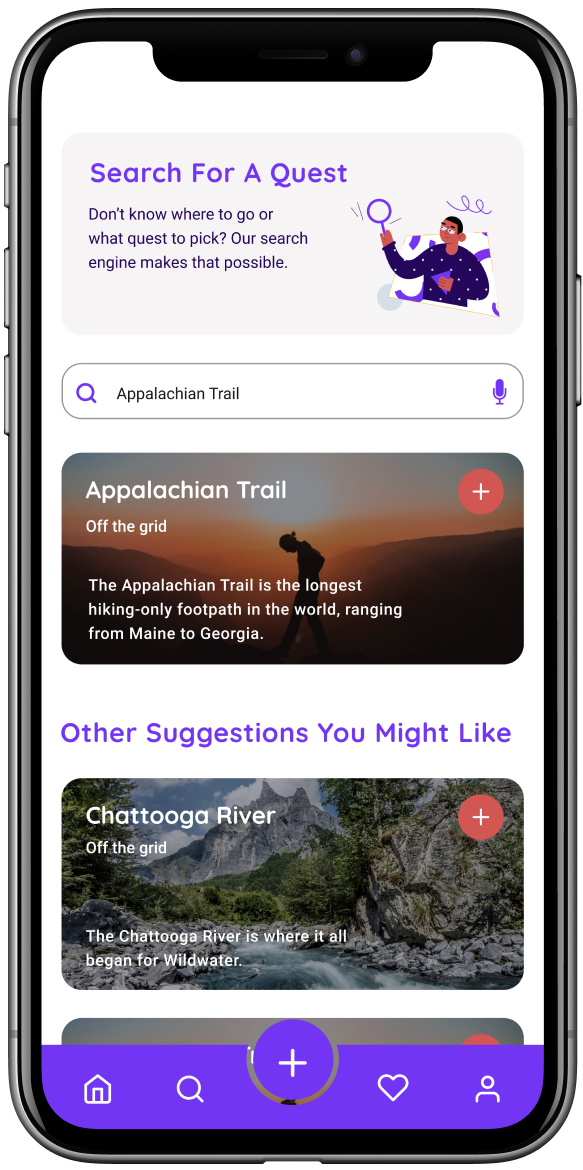 Search For A Quest
Don’t know where to go or
what quest to pick? Our search
engine makes that possible.
Appalachian Trail
Appalachian Trail
Off the grid
The Appalachian Trail is the longest
hiking-only footpath in the world, ranging
from Maine to Georgia.
Other Suggestions You Might Like
Chattooga River
Off the grid
The Chattooga River is where it all
began for Wildwater.